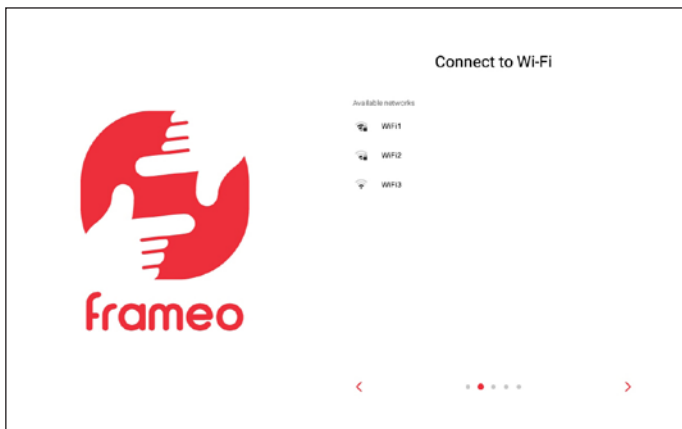 Connect to Wi-Fi
Available networks
WiFi1
WiFi2
WiFi3
frameo